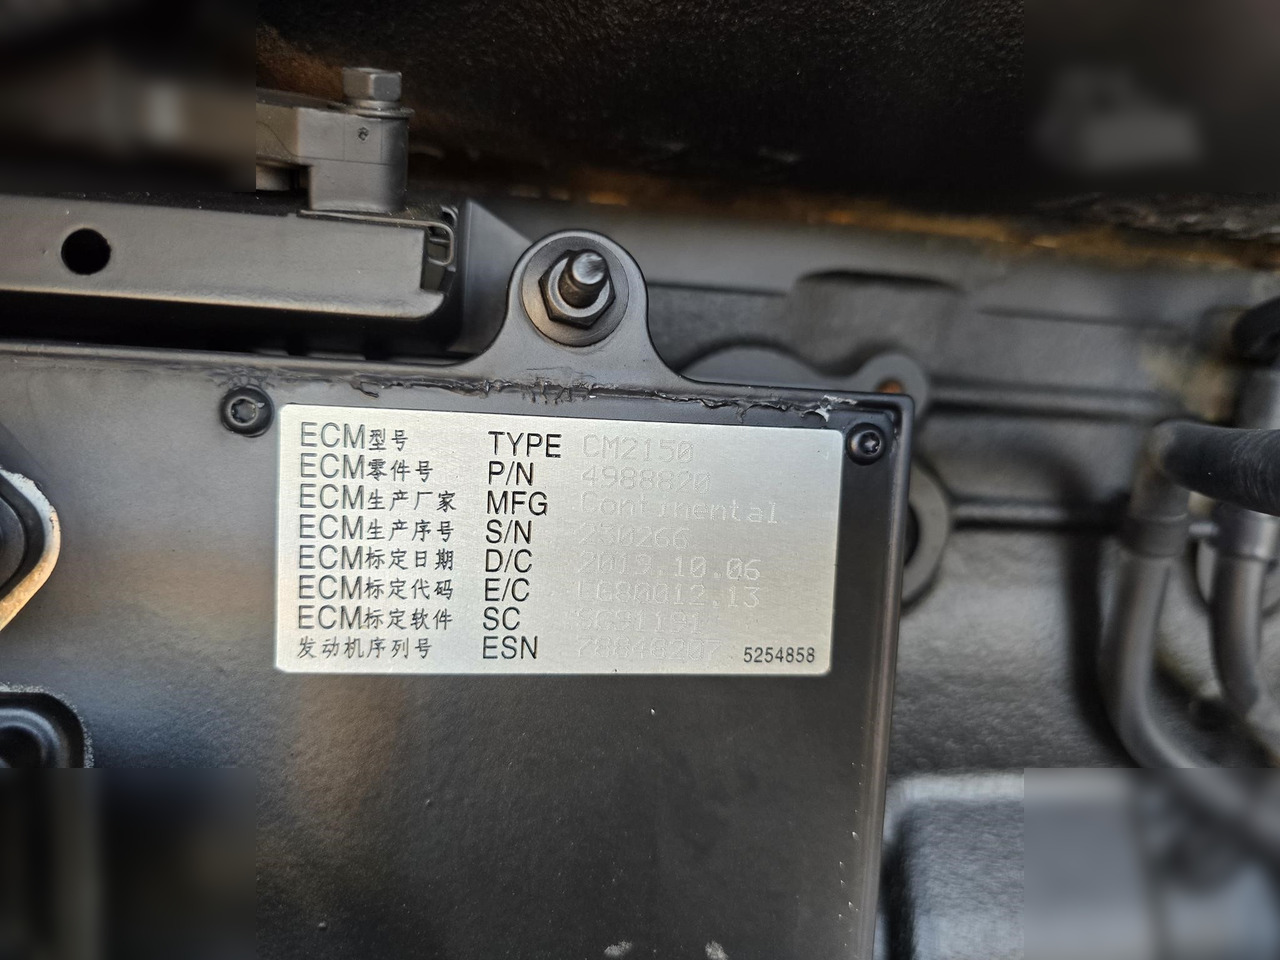 ECM型号 TYPE CM2150
ECM零件号 P/N 4988820
ECM生产厂家 MFG Continental
ECM生产序号 S/N 230266
ECM标定日期 D/C 2019.10.06
ECM标定代码 E/C
ECM标定软件 SC
发动机序列号 ESN 5254858